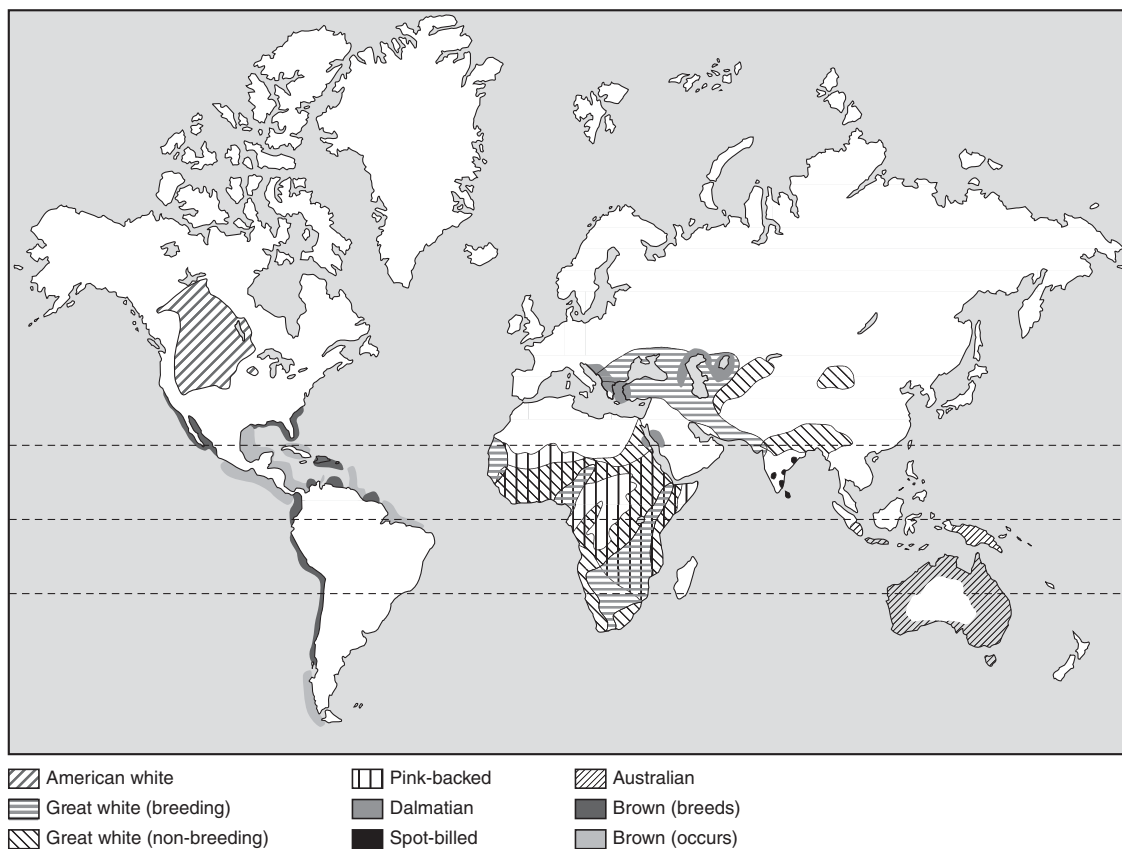 American white
Great white (breeding)
Great white (non-breeding)
Pink-backed
Dalmatian
Spot-billed
Australian
Brown (breeds)
Brown (occurs)